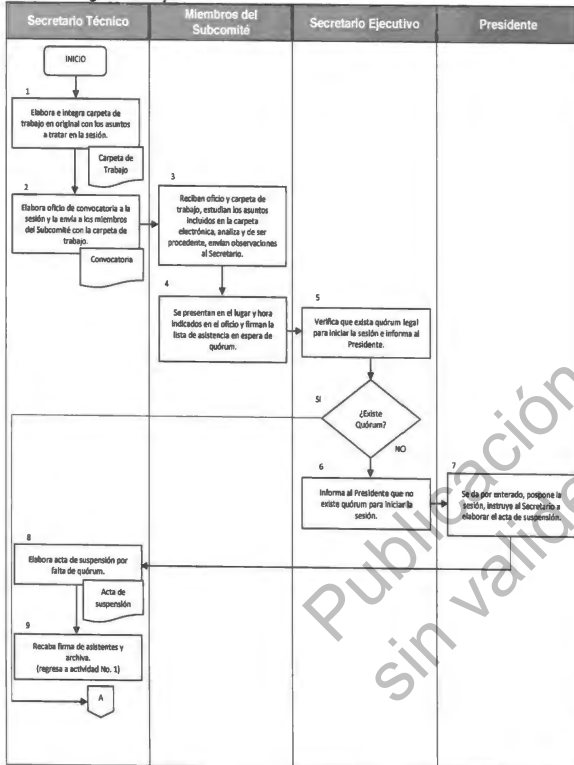 Secretario Técnico
Miembros del
Subcomité
Secretario Ejecutivo
Presidente
INICIO
1
Elabora e integra carpeta de
trabajo en original con los asuntos
a tratar en la sesión.
Carpeta de
Trabajo
2
Elabora oficio de convocatoria a la
sesión y la envía a los miembros
del Subcomité con la carpeta de
trabajo.
Convocatoria
3
Reciben oficio y carpeta de
trabajo, estudian los asuntos
incluidos en la carpeta
electrónica, analiza y de ser
procedente, envían observaciones
al Secretario.
4
Se presentan en el lugar y hora
indicados en el oficio y firman la
lista de asistencia en espera de
quórum.
5
Verifica que exista quórum legal
para iniciar la sesión e informa al
Presidente.
SI
¿Existe
Quórum?
NO
6
Informa al Presidente que no
existe quórum para iniciar la
sesión.
7
Se da por enterado, pospone la
sesión, instruye al Secretario a
elaborar el acta de suspensión.
8
Elabora acta de suspensión por
falta de quórum.
Acta de
suspensión
9
Recaba firma de asistentes y
archiva.
(regresa a actividad No. 1)
A
Publicación
sin valide